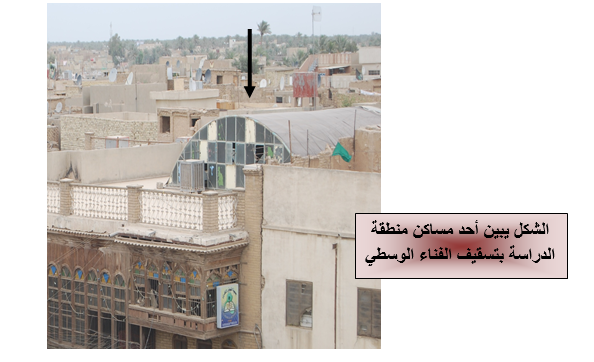 الشكل يبين أحد مساكن منطقة
الدراسة بتسقيف الفناء الوسطي